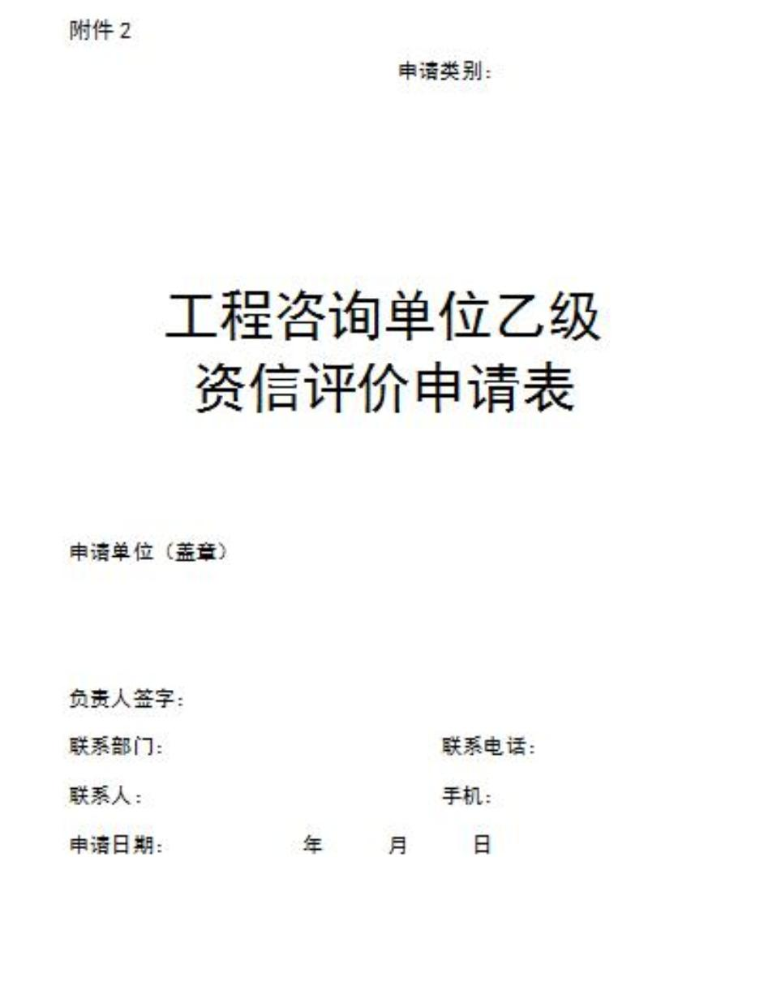 附件 2
申请类别：
工程咨询单位乙级
资信评价申请表
申请单位（盖章）
负责人签字：
联系部门： 联系电话：
联系人： 手机：
申请日期： 年 月 日